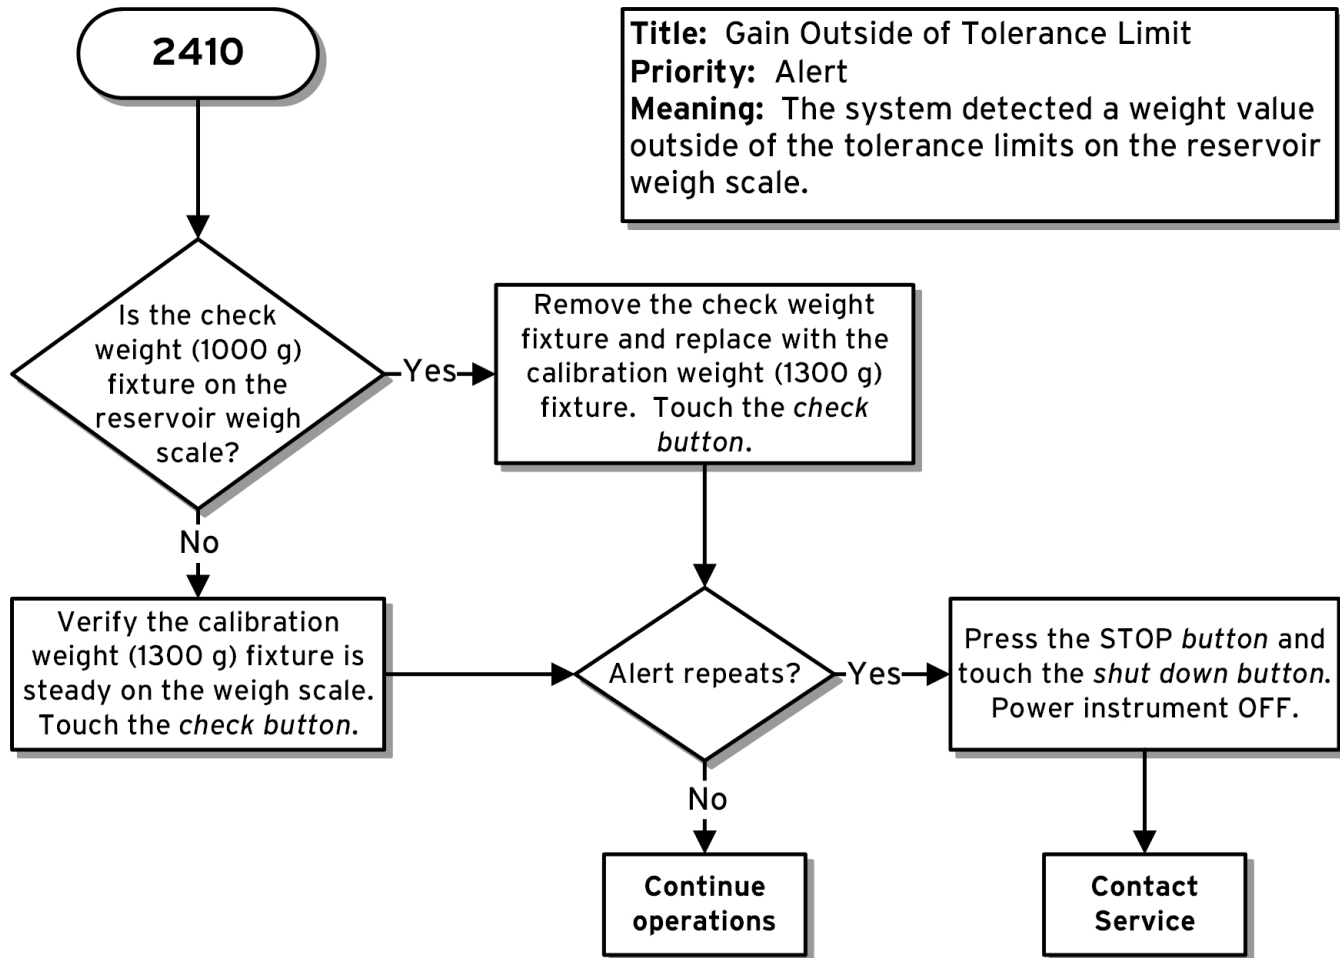 2410
Title: Gain Outside of Tolerance Limit
Priority: Alert
Meaning: The system detected a weight value
outside of the tolerance limits on the reservoir
weigh scale.
Is the check
weight (1000 g)
fixture on the
reservoir weigh
scale?
Yes
Remove the check weight
fixture and replace with the
calibration weight (1300 g)
fixture. Touch the check
button.
No
Verify the calibration
weight (1300 g) fixture is
steady on the weigh scale.
Touch the check button.
Alert repeats?
Yes
Press the STOP button and
touch the shut down button.
Power instrument OFF.
No
Continue
operations
Contact
Service